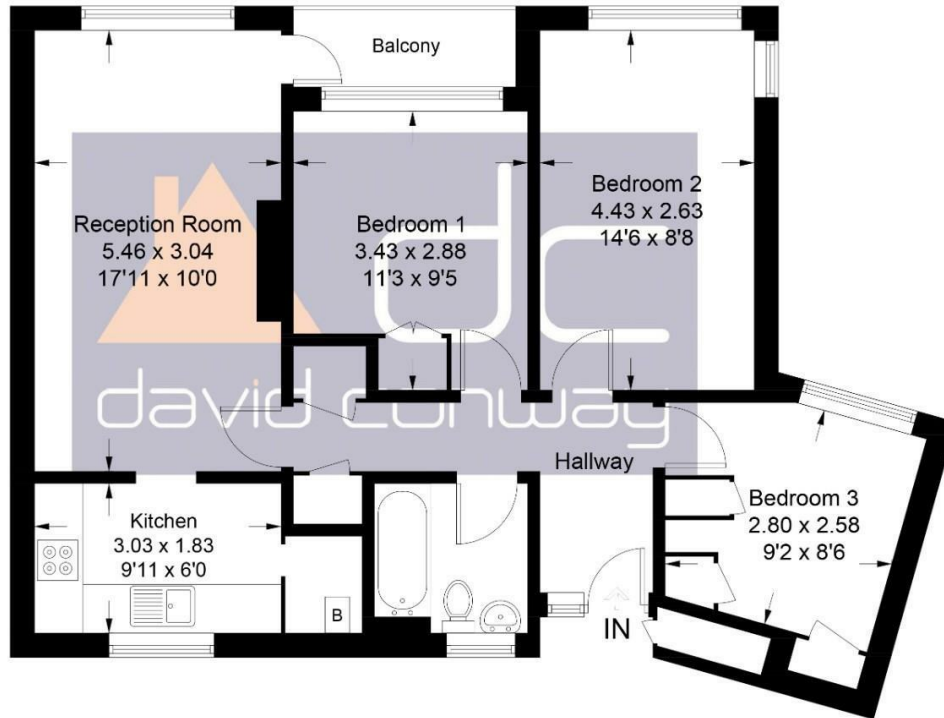 Balcony
Reception Room
5.46 x 3.04
17'11 x 10'0
Bedroom 1
3.43 x 2.88
11'3 x 9'5
Bedroom 2
4.43 x 2.63
14'6 x 8'8
dc
david conway
Hallway
Kitchen
3.03 x 1.83
9'11 x 6'0
B
IN
Bedroom 3
2.80 x 2.58
9'2 x 8'6